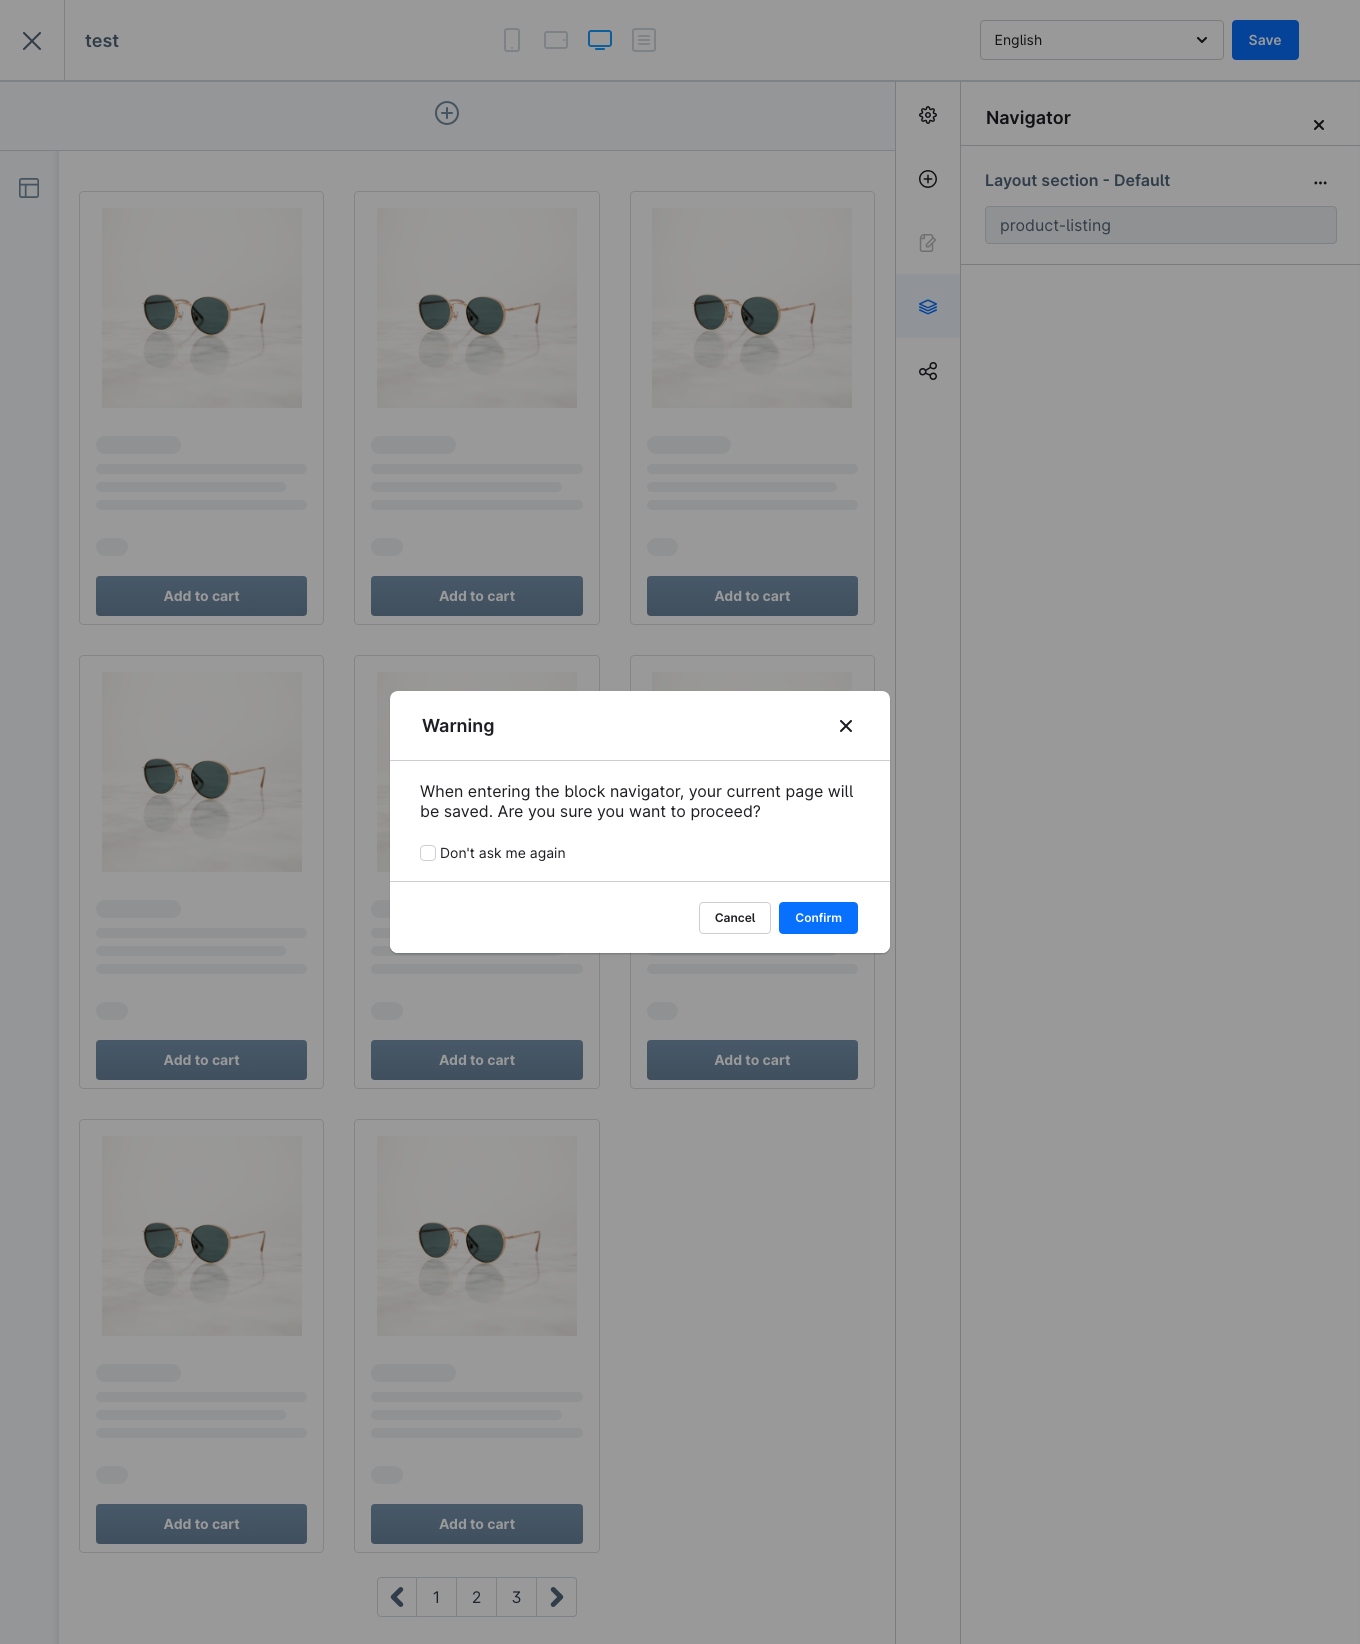 test
English
Save
Navigator
Layout section - Default
product-listing
Add to cart
Add to cart
Add to cart
Warning
When entering the block navigator, your current page will
be saved. Are you sure you want to proceed?
Don't ask me again
Cancel
Confirm
Add to cart
Add to cart
Add to cart
Add to cart
Add to cart
1
2
3